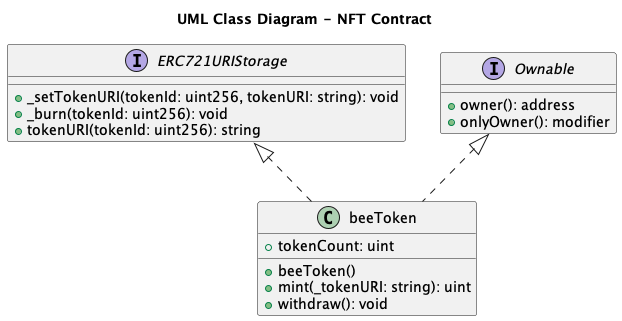 UML Class Diagram - NFT Contract
I ERC721URIStorage
_setTokenURI(tokenId: uint256, tokenURI: string): void
_burn(tokenId: uint256): void
tokenURI(tokenId: uint256): string
I Ownable
owner(): address
onlyOwner(): modifier
C beeToken
tokenCount: uint
beeToken()
mint(_tokenURI: string): uint
withdraw(): void